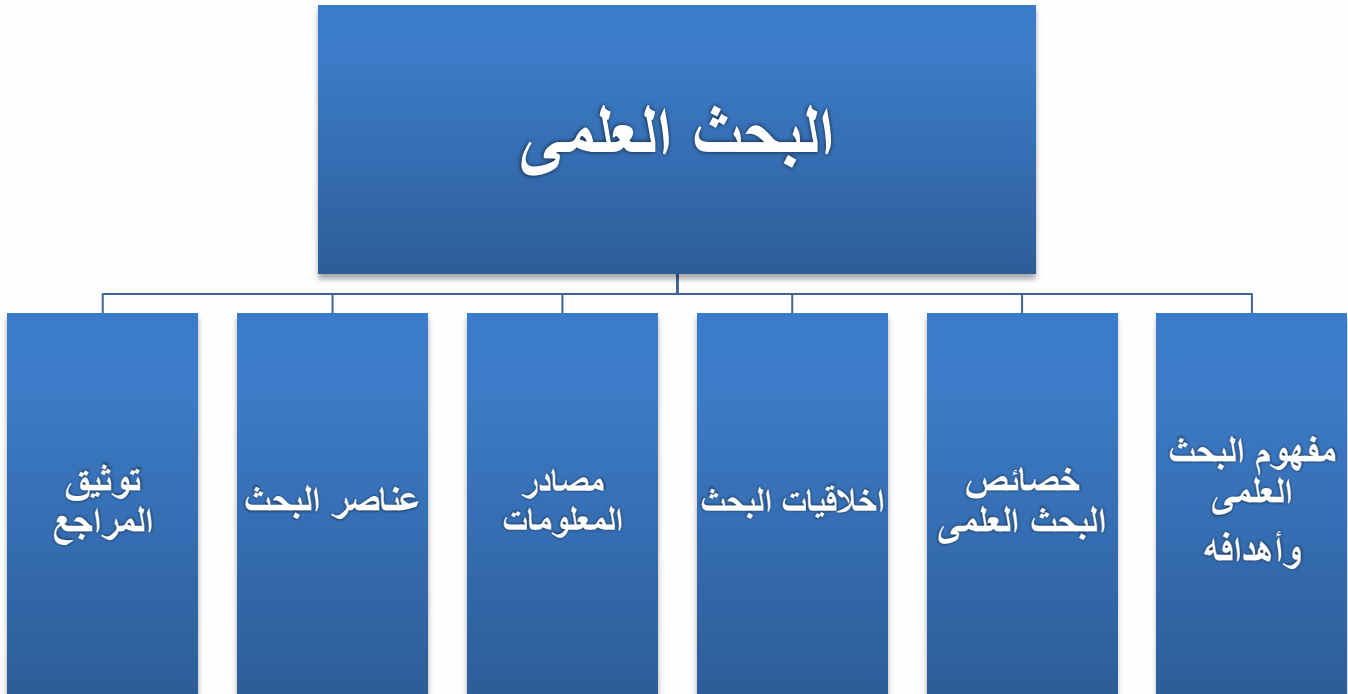 البحث العلمى
مفهوم البحث
العلمى
وأهدافه
خصائص
البحث العلمى
اخلاقيات البحث
مصادر
المعلومات
عناصر البحث
توثيق
المراجع